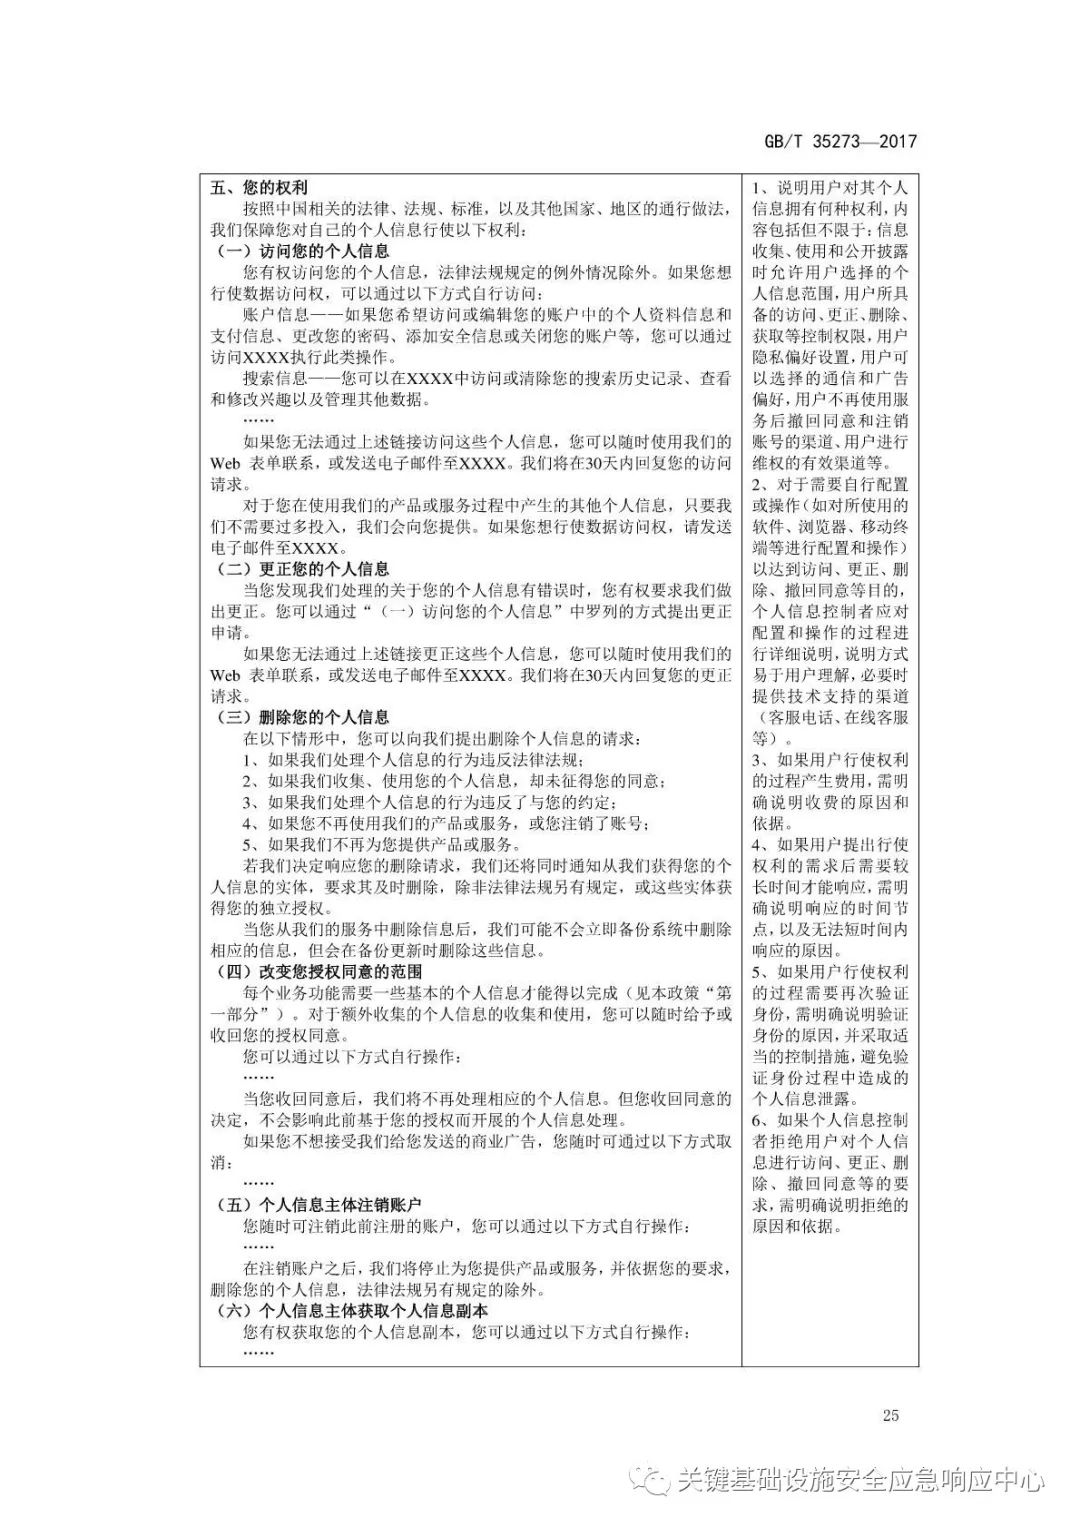 GB/T 35273—2017
五、您的权利
按照中国相关的法律、法规、标准，以及其他国家、地区的通行做法，
我们保障您对自己的个人信息行使以下权利：
（一）访问您的个人信息
您有权访问您的个人信息，法律法规规定的例外情况除外。如果您想
行使数据访问权，可以通过以下方式自行访问：
账户信息——如果您希望访问或编辑您的账户中的个人资料信息和
支付信息、更改您的密码、添加安全信息或关闭您的账户等，您可以通过
访问XXXX执行此类操作。
搜索信息——您可以在XXXX中访问或清除您的搜索历史记录、查看
和修改兴趣以及管理其他数据。
……
如果您无法通过上述链接访问这些个人信息，您可以随时使用我们的
Web 表单联系，或发送电子邮件至XXXX。我们将在30天内回复您的访问
请求。
对于您在使用我们的产品或服务过程中产生的其他个人信息，只要我
们不需要过多投入，我们会向您提供。如果您想行使数据访问权，请发送
电子邮件至XXXX。
（二）更正您的个人信息
当您发现我们处理的关于您的个人信息有错误时，您有权要求我们做
出更正。您可以通过“（一）访问您的个人信息”中罗列的方式提出更正
申请。
如果您无法通过上述链接更正这些个人信息，您可以随时使用我们的
Web 表单联系，或发送电子邮件至XXXX。我们将在30天内回复您的更正
请求。
（三）删除您的个人信息
在以下情形中，您可以向我们提出删除个人信息的请求：
1、如果我们处理个人信息的行为违反法律法规；
2、如果我们收集、使用您的个人信息，却未征得您的同意；
3、如果我们处理个人信息的行为违反了与您的约定；
4、如果您不再使用我们的产品或服务，或您注销了账号；
5、如果我们不再为您提供产品或服务。
若我们决定响应您的删除请求，我们还将同时通知从我们获得您的个
人信息的实体，要求其及时删除，除非法律法规另有规定，或这些实体获
得您的独立授权。
当您从我们的服务中删除信息后，我们可能不会立即备份系统中删除
相应的信息，但会在备份更新时删除这些信息。
（四）改变您授权同意的范围
每个业务功能需要一些基本的个人信息才能得以完成（见本政策“第
一部分”）。对于额外收集的个人信息的收集和使用，您可以随时给予或
收回您的授权同意。
您可以通过以下方式自行操作：
……
当您收回同意后，我们将不再处理相应的个人信息。但您收回同意的
决定，不会影响此前基于您的授权而开展的个人信息处理。
如果您不想接受我们给您发送的商业广告，您随时可通过以下方式取
消：
……
（五）个人信息主体注销账户
您随时可注销此前注册的账户，您可以通过以下方式自行操作：
……
在注销账户之后，我们将停止为您提供产品或服务，并依据您的要求，
删除您的个人信息，法律法规另有规定的除外。
（六）个人信息主体获取个人信息副本
您有权获取您的个人信息副本，您可以通过以下方式自行操作：
……
1、说明用户对其个人
信息拥有何种权利，内
容包括但不限于：信息
收集、使用和公开披露
时允许用户选择的个
人信息范围，用户所具
备的访问、更正、删除、
获取等控制权限，用户
隐私偏好设置，用户可
以选择的通信和广告
偏好，用户不再使用服
务后撤回同意和注销
账号的渠道、用户进行
维权的有效渠道等。
2、对于需要自行配置
或操作（如对所使用的
软件、浏览器、移动终
端等进行配置和操作）
以达到访问、更正、删
除、撤回同意等目的，
个人信息控制者应对
配置和操作的过程进
行详细说明，说明方式
易于用户理解，必要时
提供技术支持的渠道
（客服电话、在线客服
等）。
3、如果用户行使权利
的过程产生费用，需明
确说明收费的原因和
依据。
4、如果用户提出行使
权利的需求后需要较
长时间才能响应，需明
确说明响应的时间节
点，以及无法短时间内
响应的原因。
5、如果用户行使权利
的过程需要再次验证
身份，需明确说明验证
身份的原因，并采取适
当的控制措施，避免验
证身份过程中造成的
个人信息泄露。
6、如果个人信息控制
者拒绝用户对个人信
息进行访问、更正、删
除、撤回同意等的要
求，需明确说明拒绝的
原因和依据。
25
关键基础设施安全应急响应中心